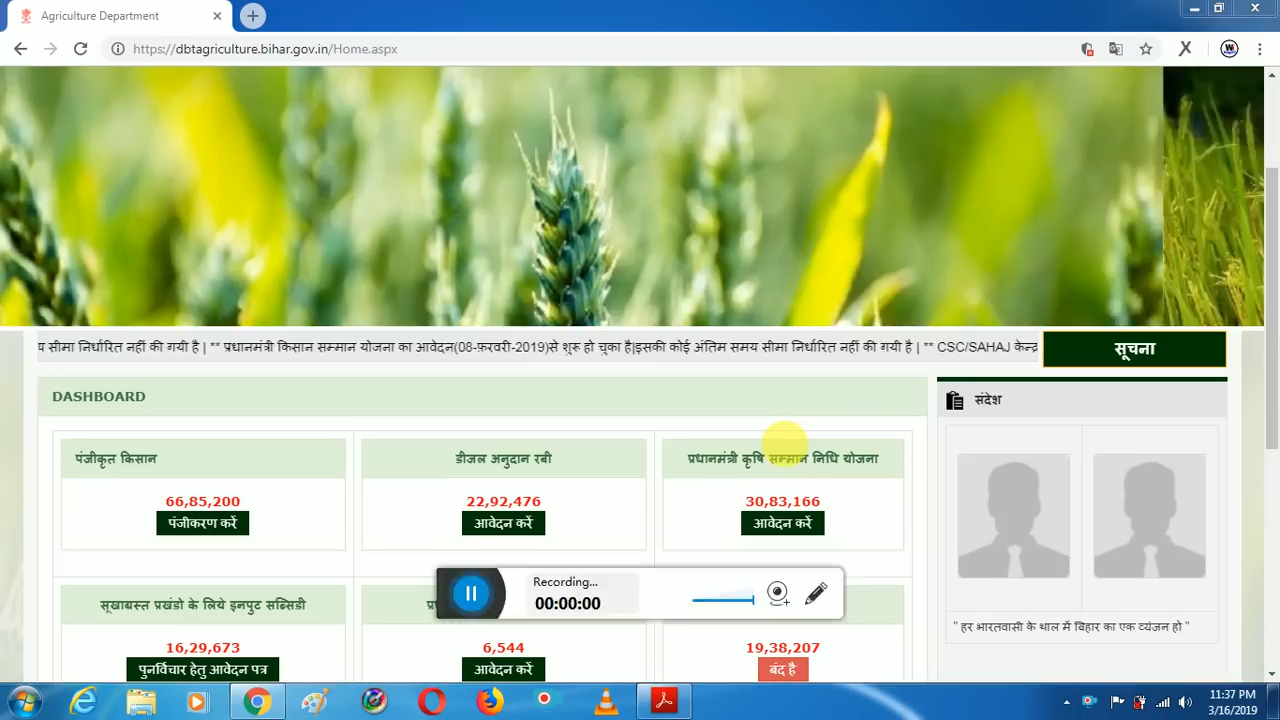 Agriculture Department
https://dbtagriculture.bihar.gov.in/Home.aspx
य सीमा निर्धारित नहीं की गयी है | ** प्रधानमंत्री किसान सम्मान योजना का आवेदन(08-फ़रवरी-2019)से शुरू हो चुका है|इसकी कोई अंतिम समय सीमा निर्धारित नहीं की गयी है | ** CSC/SAHAJ केन्द्र
सूचना
DASHBOARD
संदेश
पंजीकृत किसान
डीजल अनुदान रबी
प्रधानमंत्री कृषि सम्मान निधि योजना
66,85,200
22,92,476
30,83,166
पंजीकरण करें
आवेदन करें
आवेदन करें
Recording...
00:00:00
सूखाग्रस्त प्रखंडो के लिये इनपुट सब्सिडी
" हर भारतवासी के थाल में बिहार का एक व्यंजन हो "
16,29,673
6,544
19,38,207
पुनर्विचार हेतु आवेदन पत्र
आवेदन करें
बंद है
11:37 PM
3/16/2019